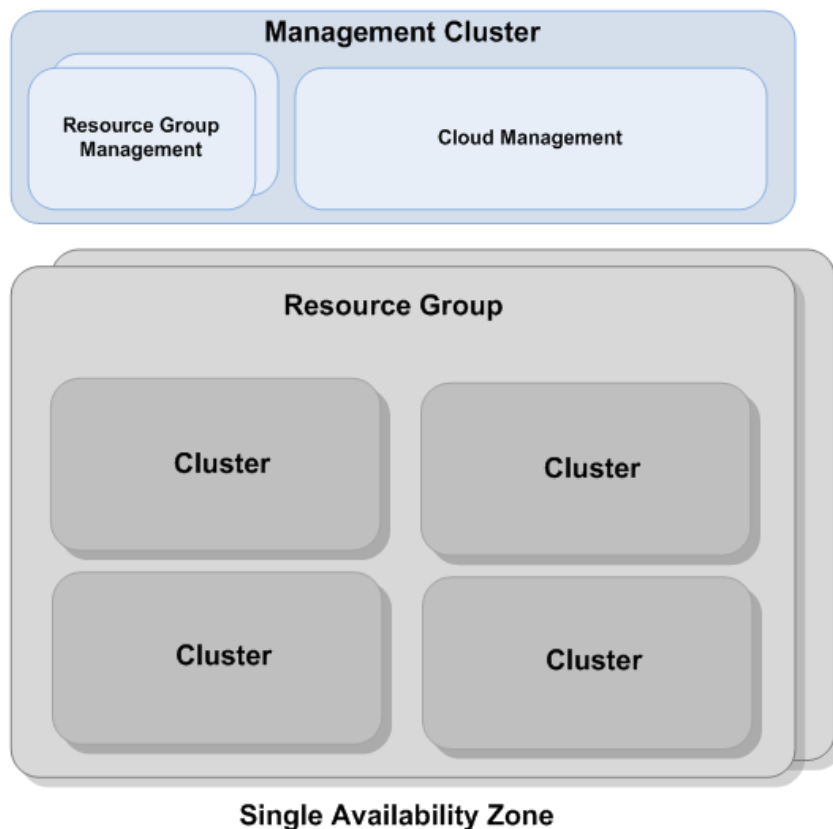 Management Cluster
Resource Group
Management
Cloud Management
Resource Group
Cluster
Cluster
Cluster
Cluster
Single Availability Zone